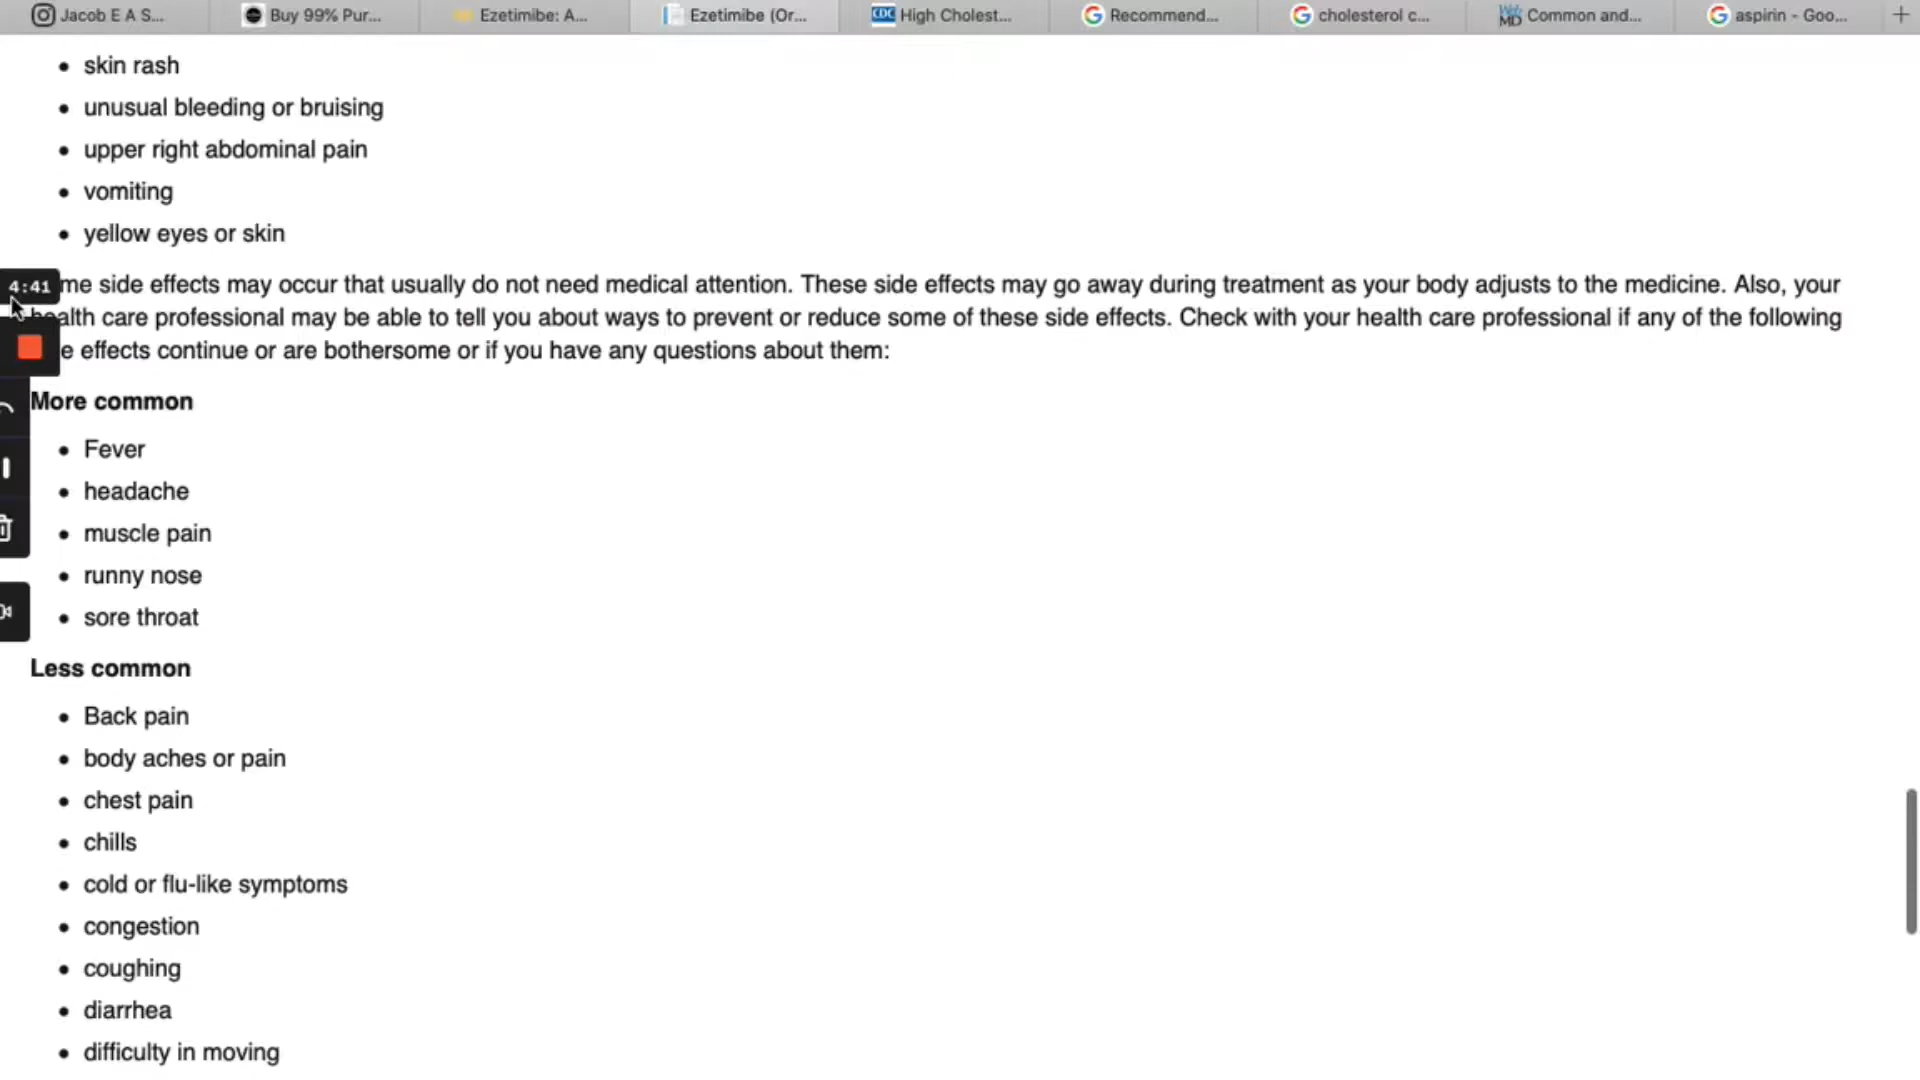 Jacob E A S...
Buy 99% Pur...
Ezetimibe: A...
Ezetimibe (Or...
CDC High Cholest...
Recommend...
cholesterol c...
Web MD Common and...
aspirin - Goo...
skin rash
unusual bleeding or bruising
upper right abdominal pain
vomiting
yellow eyes or skin
4:41
me side effects may occur that usually do not need medical attention. These side effects may go away during treatment as your body adjusts to the medicine. Also, your
health care professional may be able to tell you about ways to prevent or reduce some of these side effects. Check with your health care professional if any of the following
e effects continue or are bothersome or if you have any questions about them:
More common
Fever
headache
muscle pain
runny nose
sore throat
Less common
Back pain
body aches or pain
chest pain
chills
cold or flu-like symptoms
congestion
coughing
diarrhea
difficulty in moving